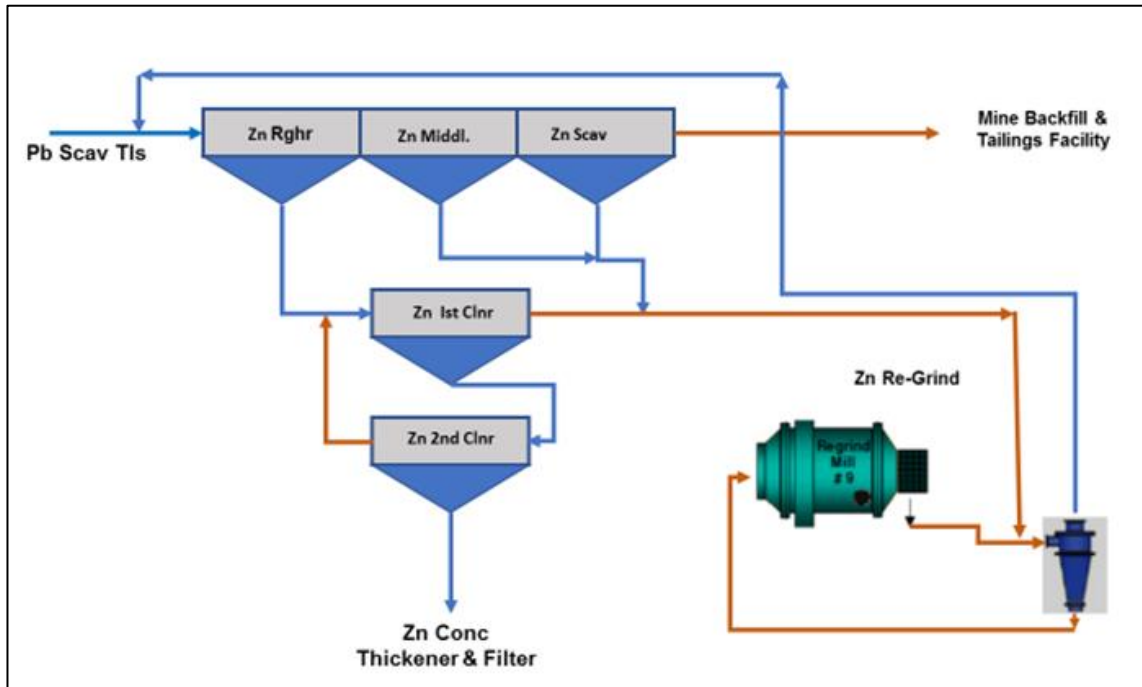 Zn Rghr
Zn Middl.
Zn Scav
Mine Backfill &
Tailings Facility
Pb Scav Tls
Zn Ist Clnr
Zn Re-Grind
Zn 2nd Clnr
Regrind
Mill
# 9
Zn Conc
Thickener & Filter